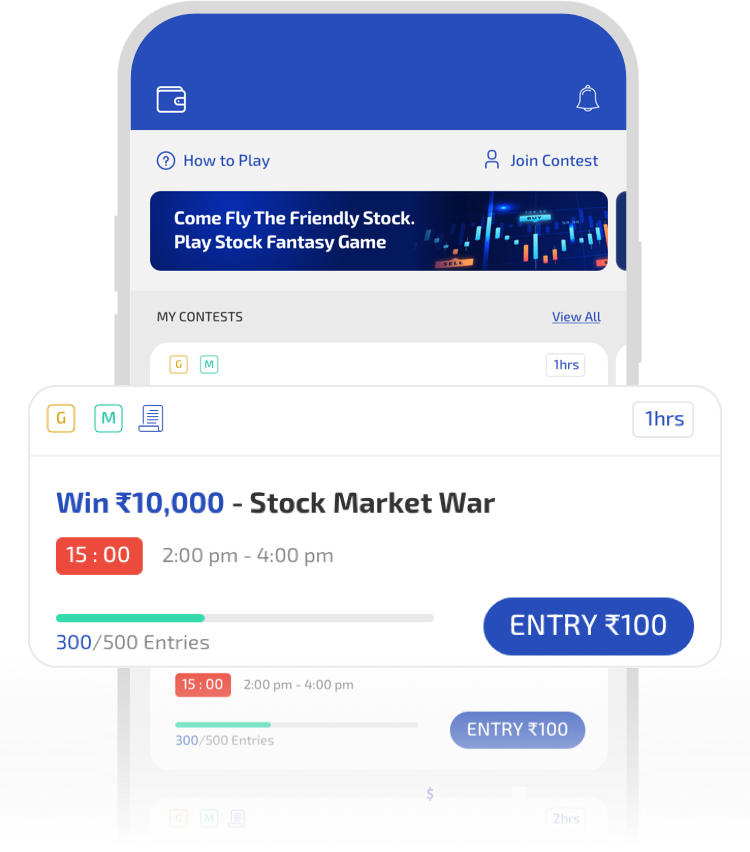 How to Play
Join Contest
Come Fly The Friendly Stock.
Play Stock Fantasy Game
BUY
SELL
MY CONTESTS
View All
G M 1hrs
G M 1hrs
Win ₹10,000 - Stock Market War
15 : 00 2:00 pm - 4:00 pm
300/500 Entries
ENTRY ₹100
15 : 00 2:00 pm - 4:00 pm
300/500 Entries
ENTRY ₹100
$
G M 2hrs